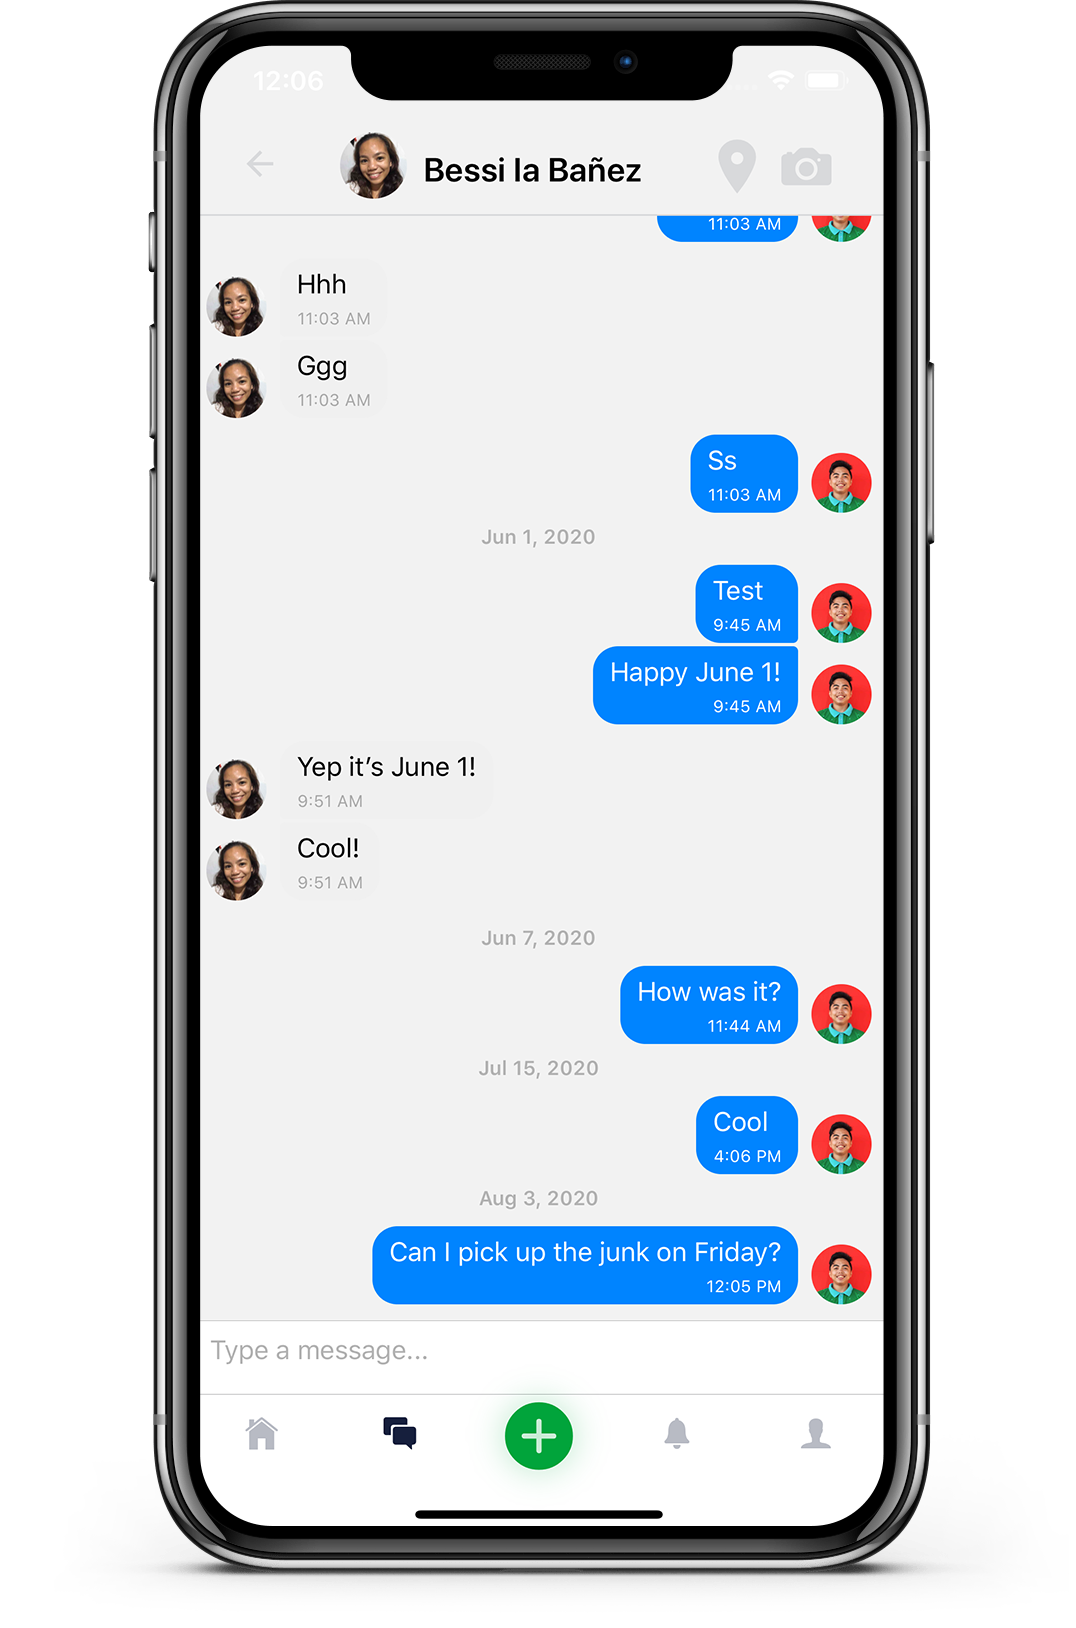 12:06
Bessi la Bañez
11:03 AM
Hhh
11:03 AM
Ggg
11:03 AM
Ss
11:03 AM
Jun 1, 2020
Test
9:45 AM
Happy June 1!
9:45 AM
Yep it’s June 1!
9:51 AM
Cool!
9:51 AM
Jun 7, 2020
How was it?
11:44 AM
Jul 15, 2020
Cool
4:06 PM
Aug 3, 2020
Can I pick up the junk on Friday?
12:05 PM
Type a message...